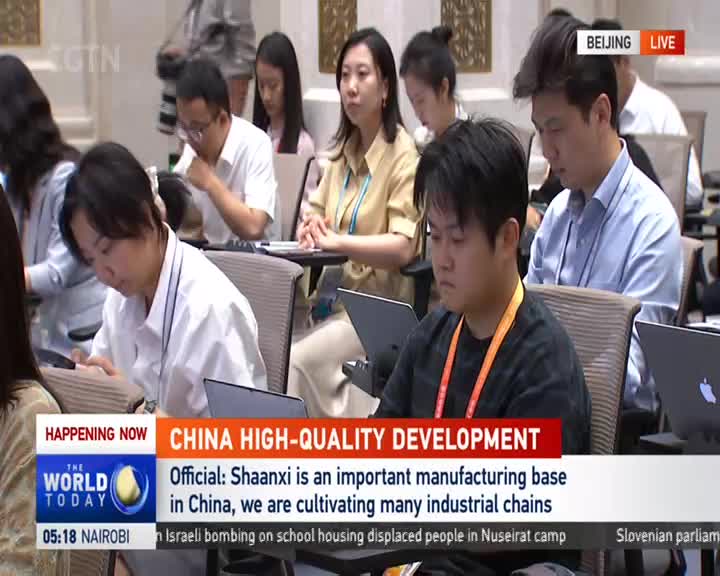 CGTN
BEIJING LIVE
HAPPENING NOW
CHINA HIGH-QUALITY DEVELOPMENT
THE WORLD TODAY
Official: Shaanxi is an important manufacturing base
in China, we are cultivating many industrial chains
05:18 NAIROBI
n Israeli bombing on school housing displaced people in Nuseirat camp Slovenian parliam